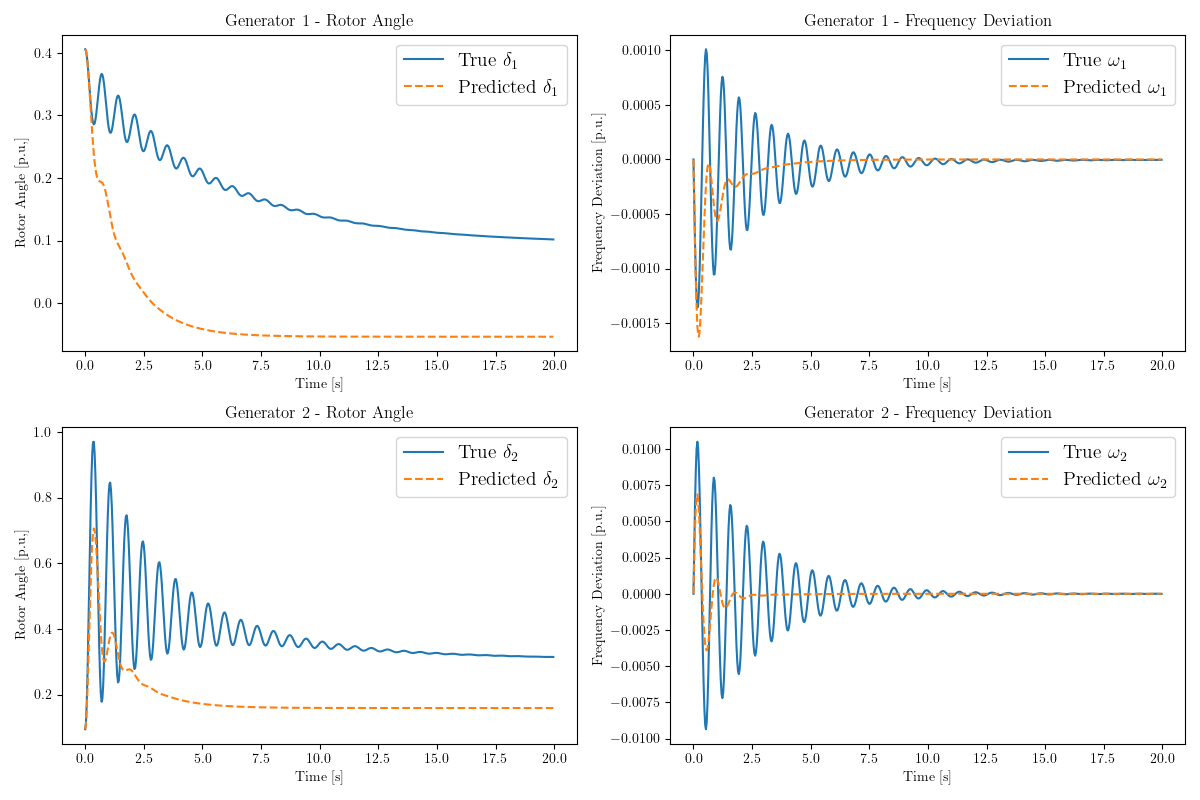 Generator 1 - Rotor Angle
Rotor Angle [p.u.]
0.4
0.3
0.2
0.1
0.0
True δ₁
Predicted δ₁
0.0 2.5 5.0 7.5 10.0 12.5 15.0 17.5 20.0
Time [s]
Generator 1 - Frequency Deviation
Frequency Deviation [p.u.]
0.0010
0.0005
0.0000
−0.0005
−0.0010
−0.0015
True ω₁
Predicted ω₁
0.0 2.5 5.0 7.5 10.0 12.5 15.0 17.5 20.0
Time [s]
Generator 2 - Rotor Angle
Rotor Angle [p.u.]
1.0
0.8
0.6
0.4
0.2
True δ₂
Predicted δ₂
0.0 2.5 5.0 7.5 10.0 12.5 15.0 17.5 20.0
Time [s]
Generator 2 - Frequency Deviation
Frequency Deviation [p.u.]
0.0100
0.0075
0.0050
0.0025
0.0000
−0.0025
−0.0050
−0.0075
−0.0100
True ω₂
Predicted ω₂
0.0 2.5 5.0 7.5 10.0 12.5 15.0 17.5 20.0
Time [s]